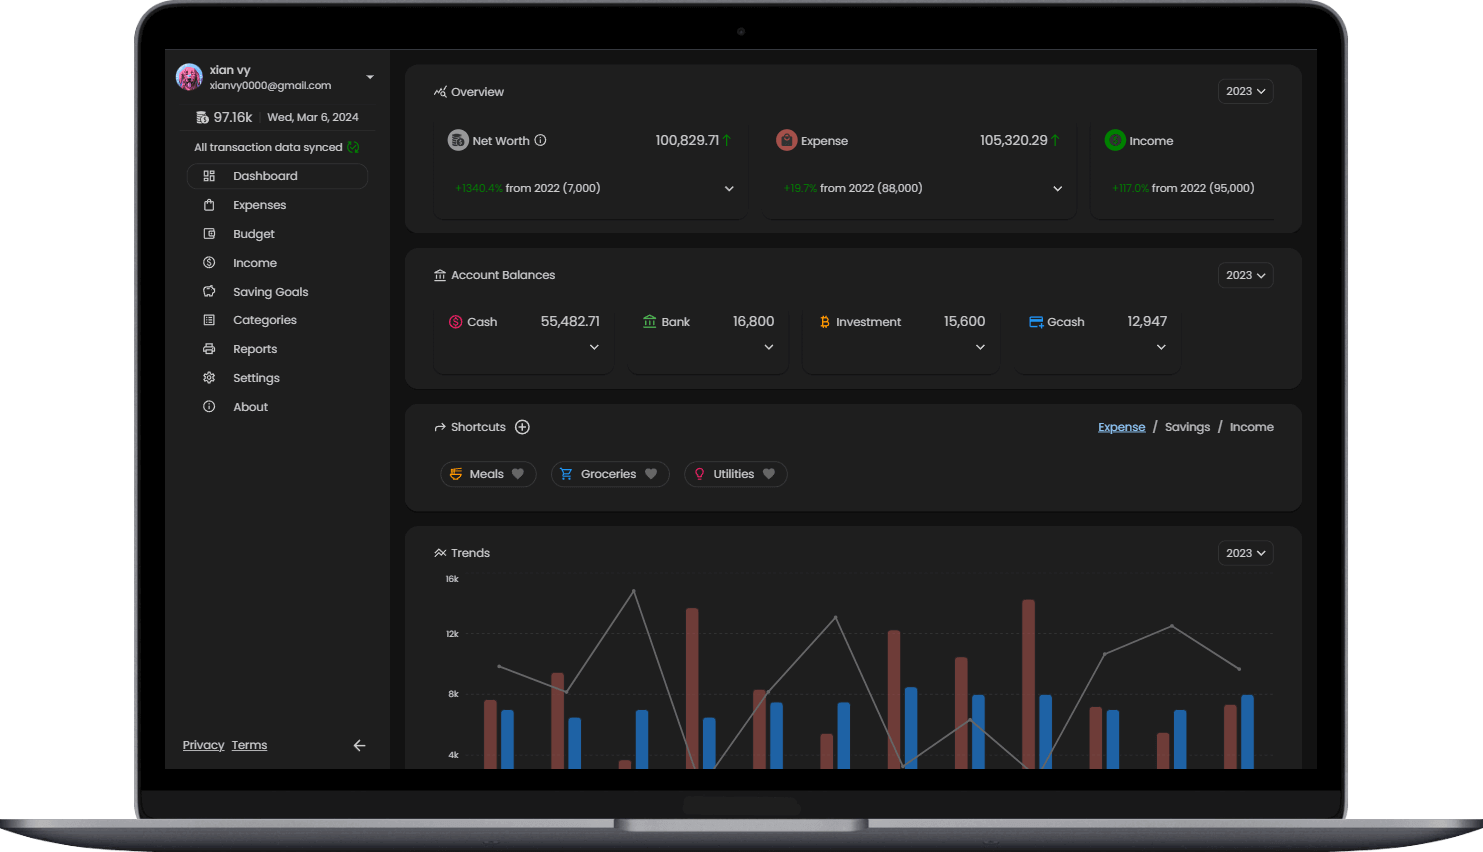 xian vy
xianvy0000@gmail.com
97.16k | Wed, Mar 6, 2024
All transaction data synced
Dashboard
Expenses
Budget
Income
Saving Goals
Categories
Reports
Settings
About
Privacy Terms
Overview 2023
Net Worth 100,829.71
+1340.4% from 2022 (7,000)
Expense 105,320.29
+19.7% from 2022 (88,000)
Income
+117.0% from 2022 (95,000)
Account Balances 2023
Cash 55,482.71
Bank 16,800
Investment 15,600
Gcash 12,947
Shortcuts Expense / Savings / Income
Meals Groceries Utilities
Trends 2023
16k
12k
8k
4k